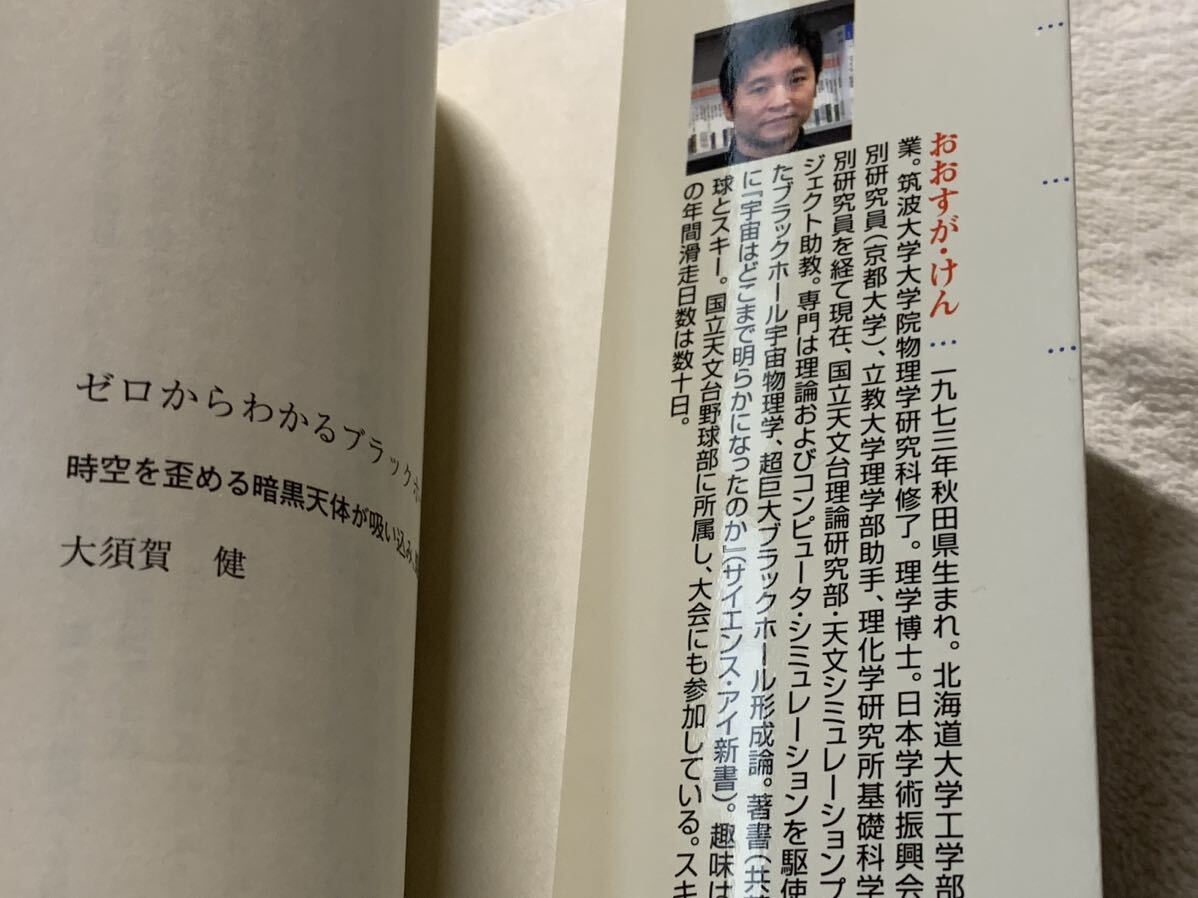 ゼロからわかるブラックホ
時空を歪める暗黒天体が吸い込み
大須賀 健
おおすが・けん … 一九七三年秋田県生まれ。北海道大学工学部
業。筑波大学大学院物理学研究科修了。理学博士。日本学術振興会
別研究員(京都大学)、立教大学理学部助手、理化学研究所基礎科学
別研究員を経て現在、国立天文台理論研究部・天文シミュレーションプ
ジェクト助教。専門は理論およびコンピュータ・シミュレーションを駆使
たブラックホール宇宙物理学、超巨大ブラックホール形成論。著書(共著
に『宇宙はどこまで明らかになったのか』(サイエンス・アイ新書)。趣味は
球とスキー。国立天文台野球部に所属し、大会にも参加している。スキ
の年間滑走日数は数十日。